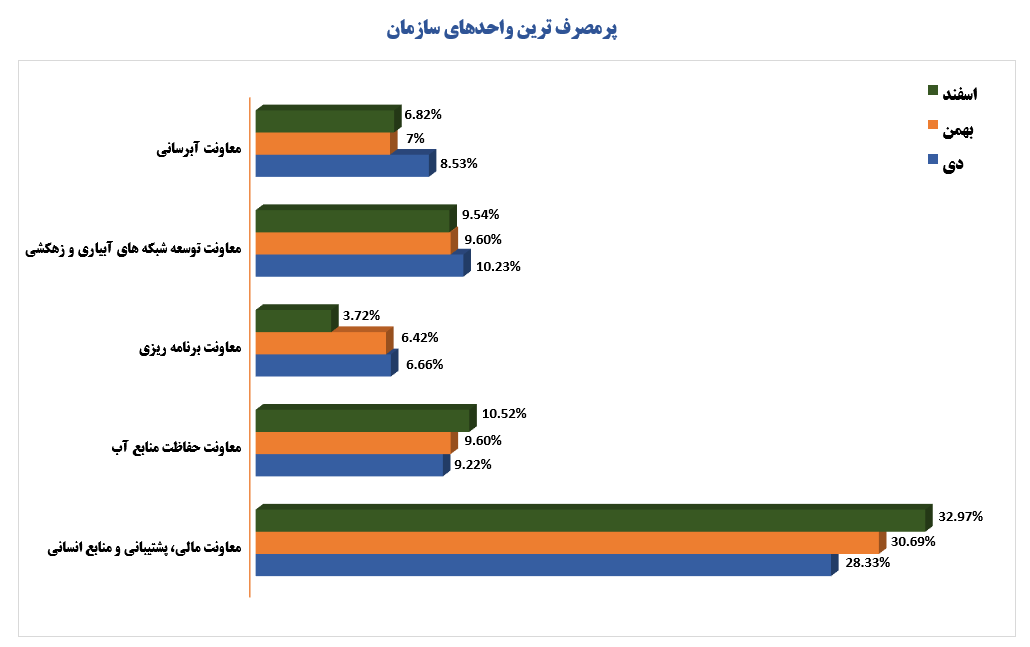 پرمصرف ترین واحدهای سازمان
اسفند
بهمن
دی
معاونت آبرسانی
6.82%
7%
8.53%
معاونت توسعه شبکه های آبیاری و زهکشی
9.54%
9.60%
10.23%
معاونت برنامه ریزی
3.72%
6.42%
6.66%
معاونت حفاظت منابع آب
10.52%
9.60%
9.22%
معاونت مالی، پشتیبانی و منابع انسانی
32.97%
30.69%
28.33%